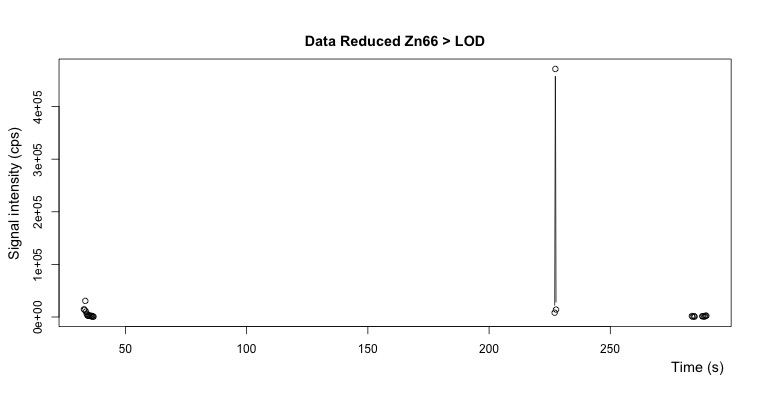 Data Reduced Zn66 > LOD
Signal intensity (cps)
4e+05
3e+05
2e+05
1e+05
0e+00
50 100 150 200 250
Time (s)